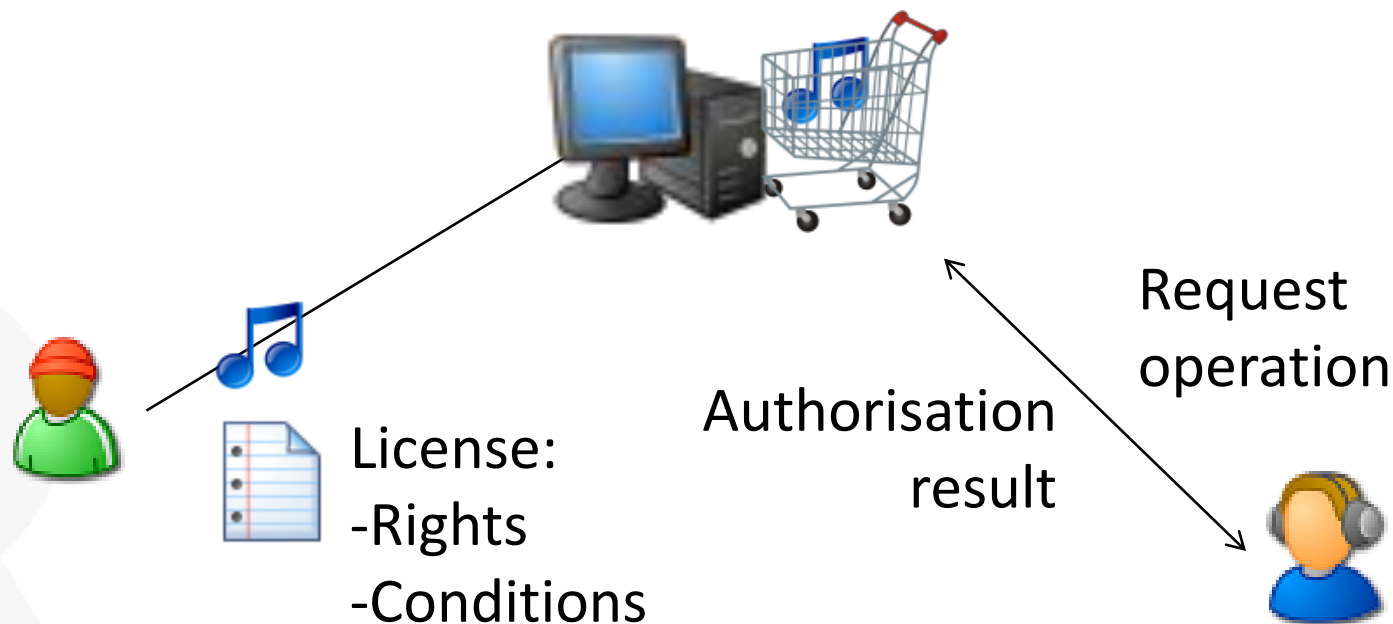 Request
operation
Authorisation
result
License:
-Rights
-Conditions